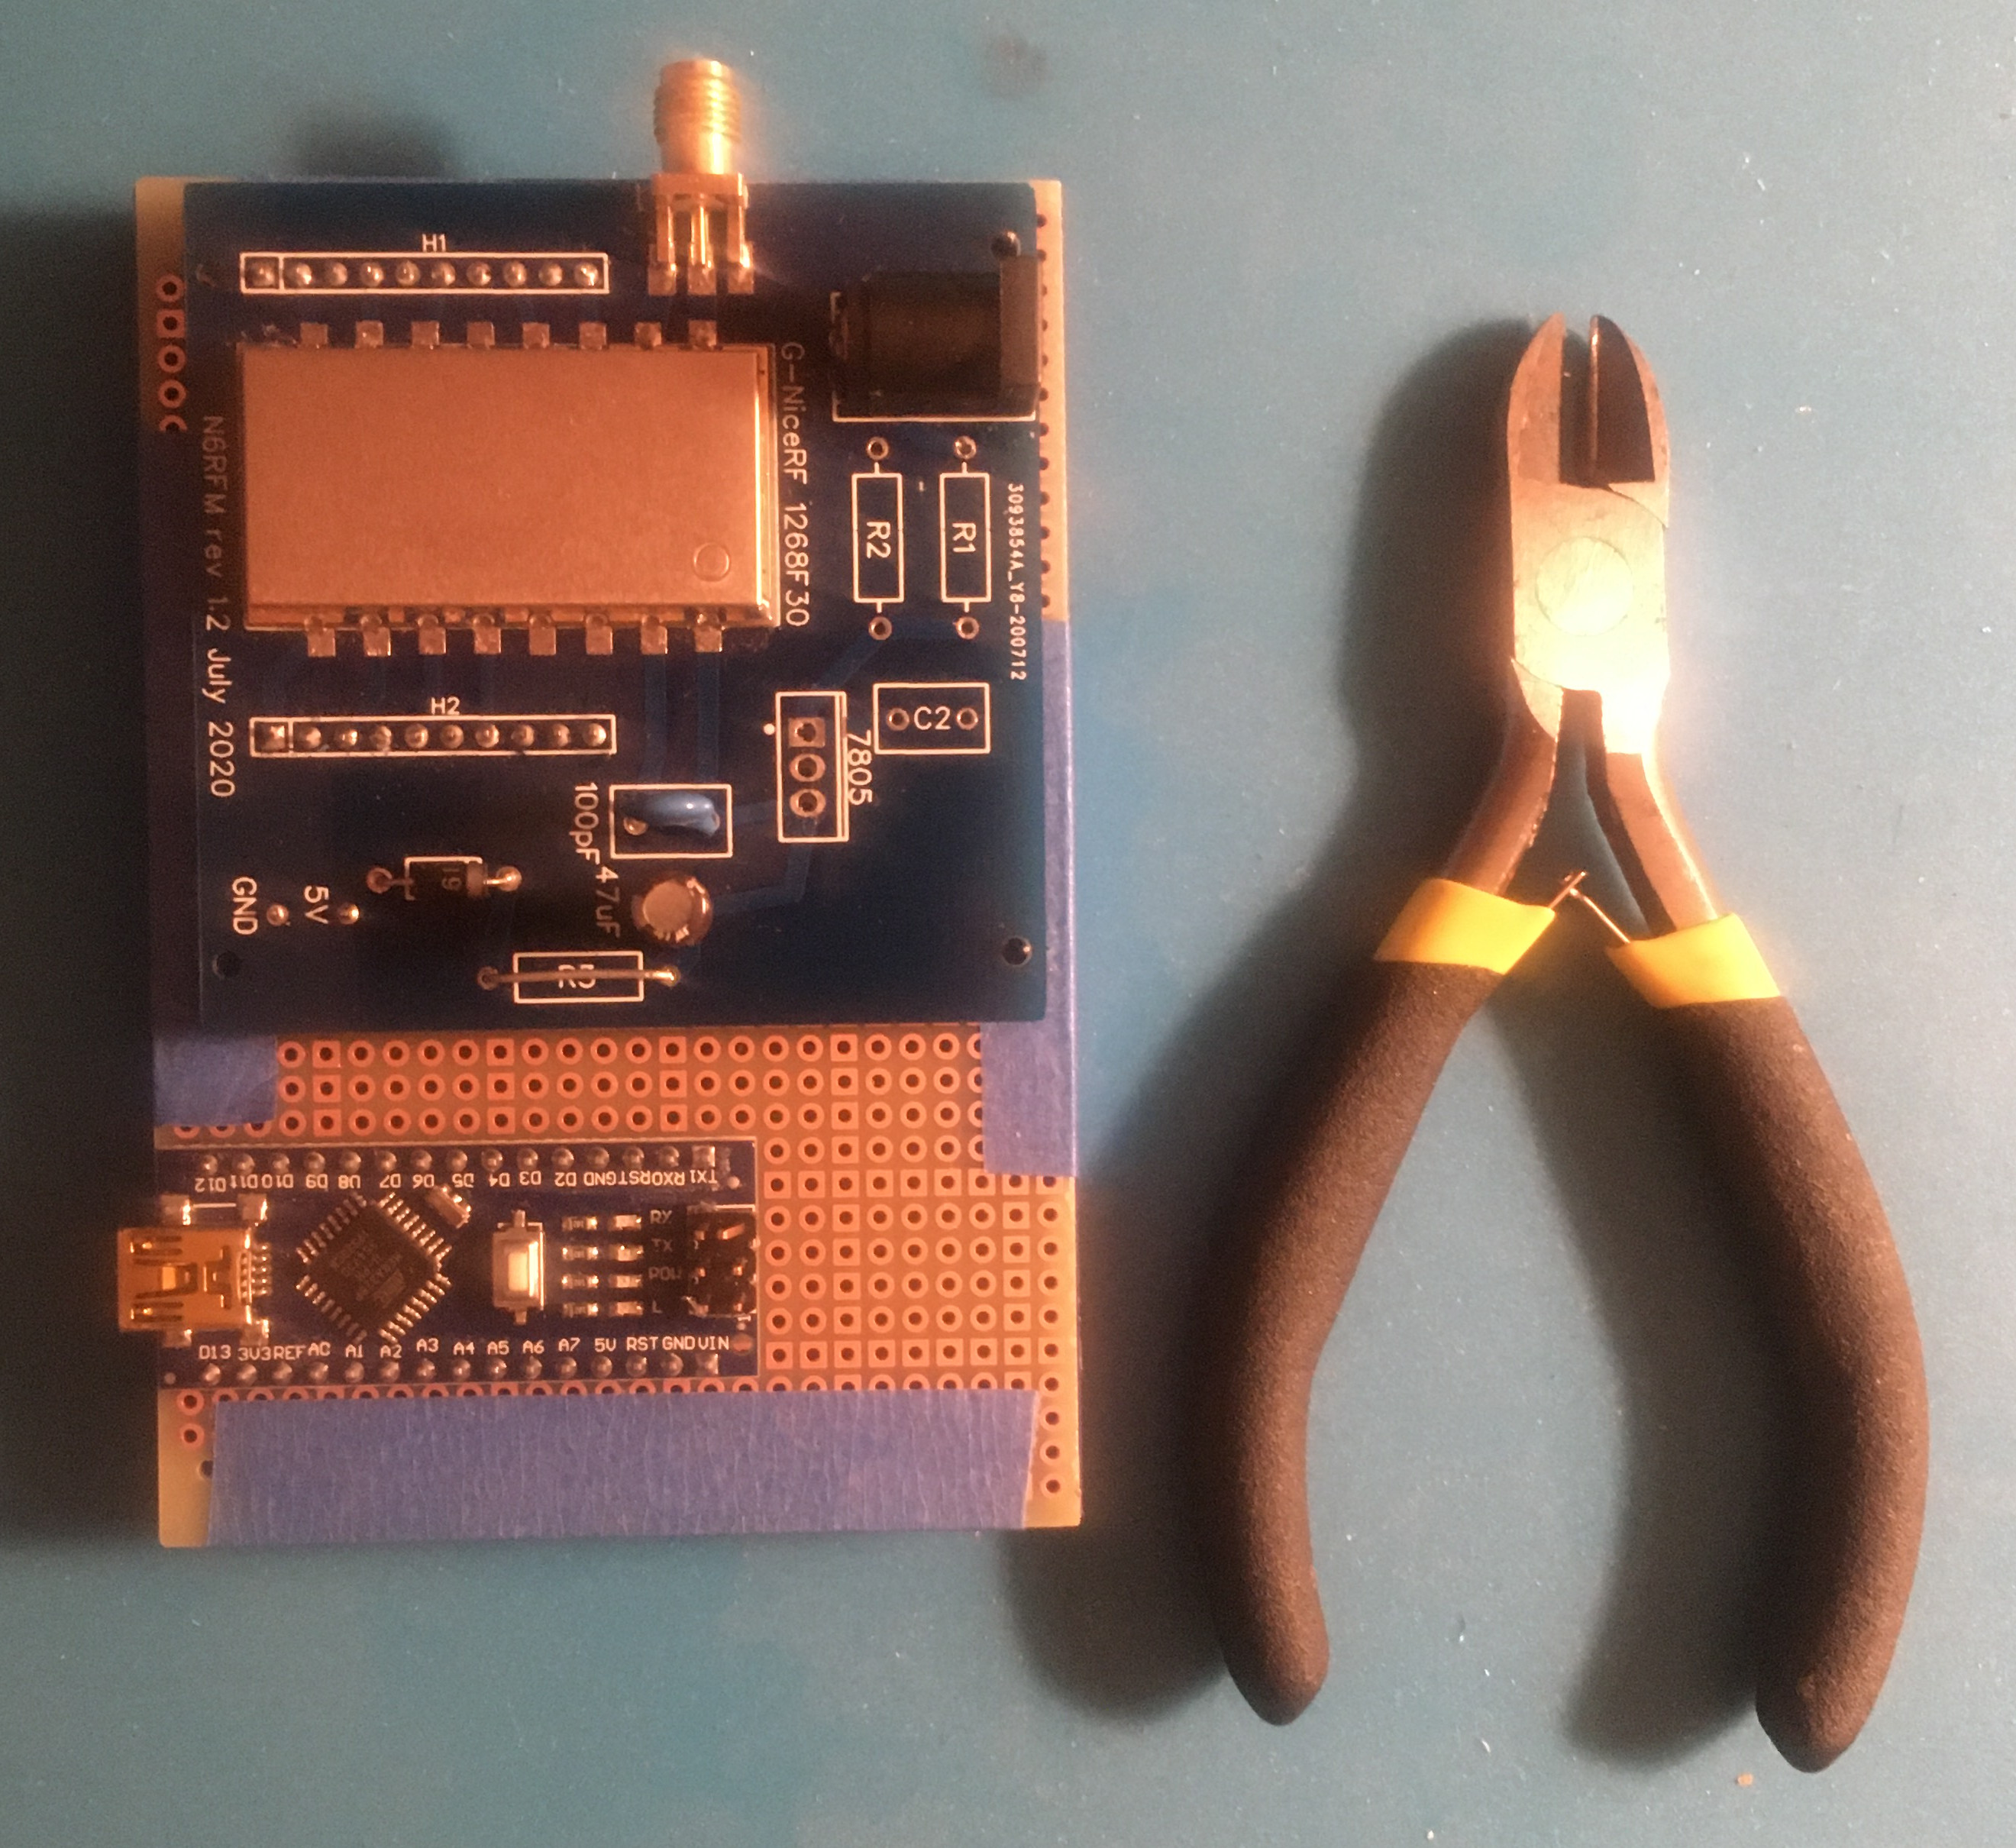 H1
G-NiceRF 1268F30
N6RFM rev 1.2 July 2020
R2
R1
3093854A_Y8-200712
H2
C2
7805
100pF
47uF
GND
5V
R3
TX1 RX0 RST GND D2 D3 D4 D5 D6 D7 D8 D9 D10 D11 D12
RX
TX
POW
L
D13 3V3 REF A0 A1 A2 A3 A4 A5 A6 A7 5V RST GND VIN